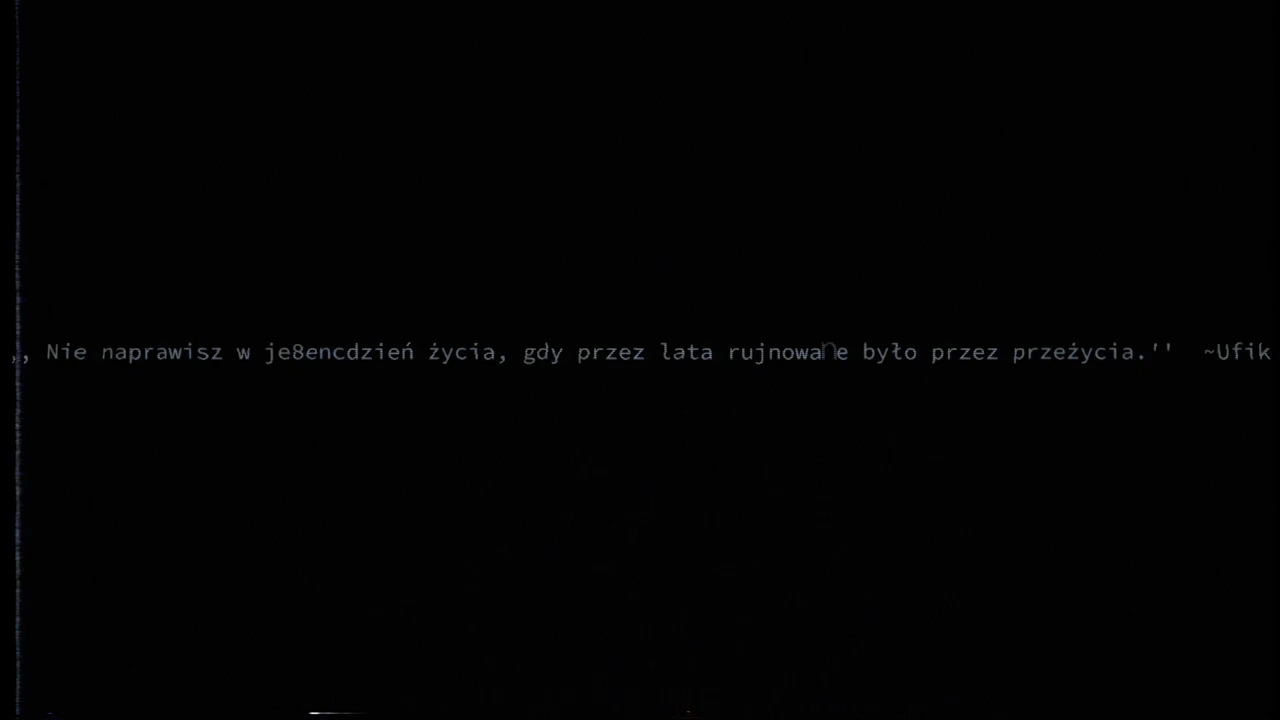 ,, Nie naprawisz w je8encdzień życia, gdy przez lata rujnowane było przez przeżycia.'' ~Ufik